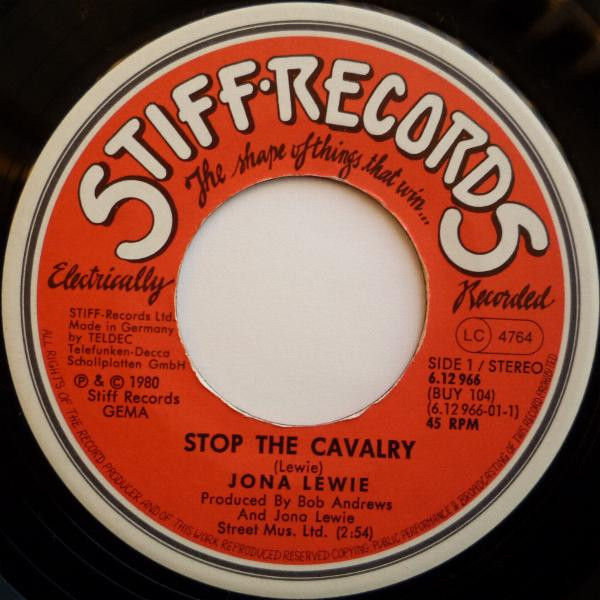 STIFF·RECORDS
The shape of things that win...
Electrically
Recorded
STIFF-Records Ltd.
Made in Germany
by TELDEC
Telefunken-Decca
Schallplatten GmbH
℗ & © 1980
Stiff Records
GEMA
LC 4764
SIDE 1 / STEREO
6.12 966
(BUY 104)
(6.12 966-01-1)
45 RPM
STOP THE CAVALRY
(Lewie)
JONA LEWIE
Produced By Bob Andrews
And Jona Lewie
Street Mus. Ltd. (2:54)
ALL RIGHTS OF THE RECORD PRODUCER AND OF THIS WORK REPRODUCED RESERVED COPYING, PUBLIC PERFORMANCE & BROADCASTING OF THIS RECORD PROHIBITED